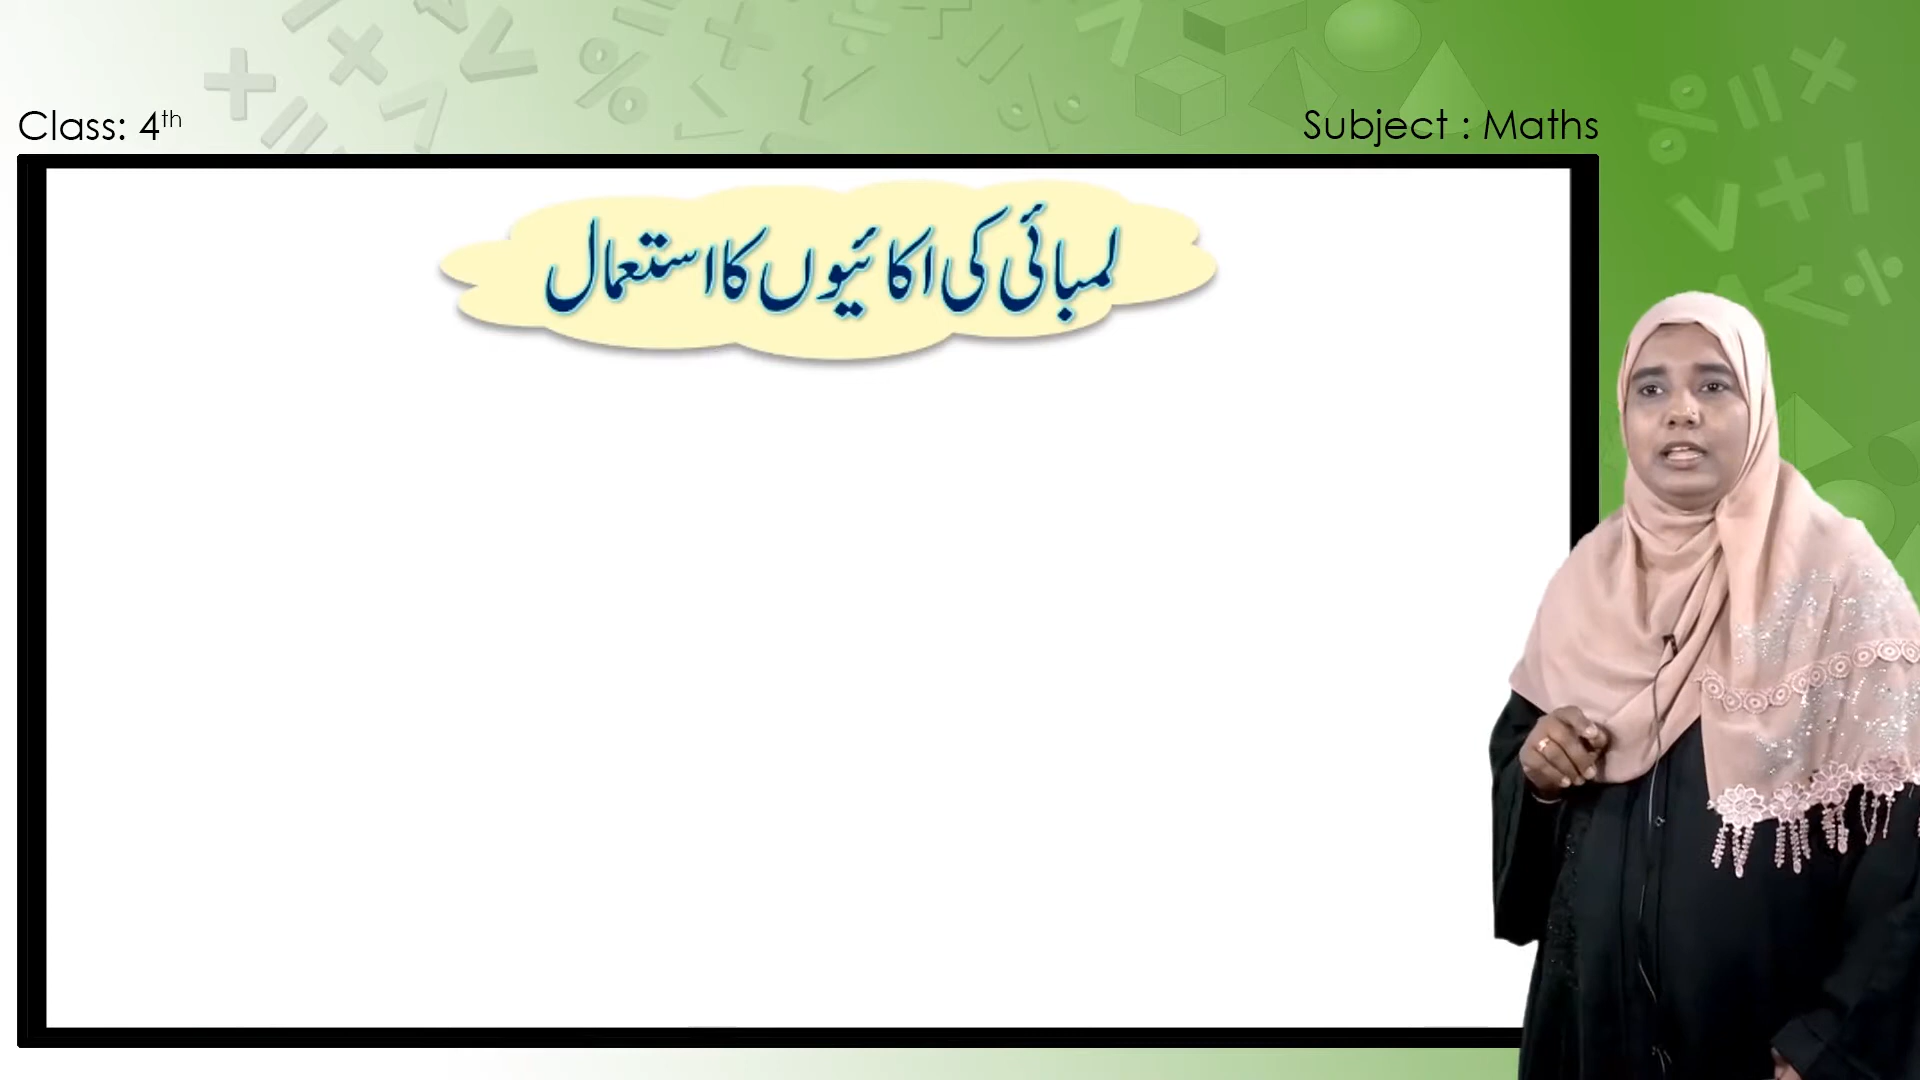 Class: 4th
Subject : Maths
لمبائی کی اکائیوں کا استعمال